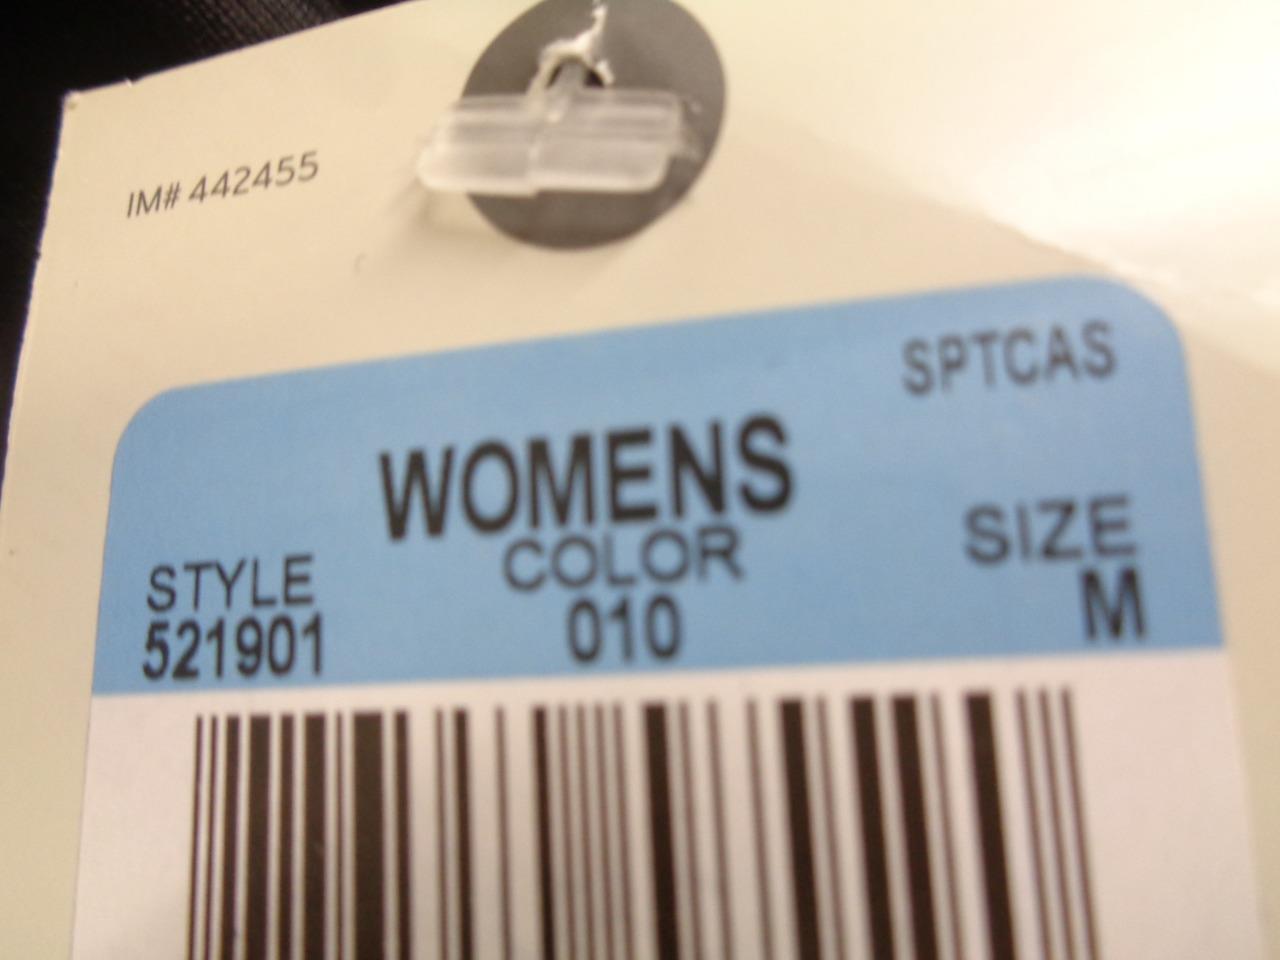 IM# 442455
SPTCAS
WOMENS
STYLE COLOR SIZE
521901 010 M